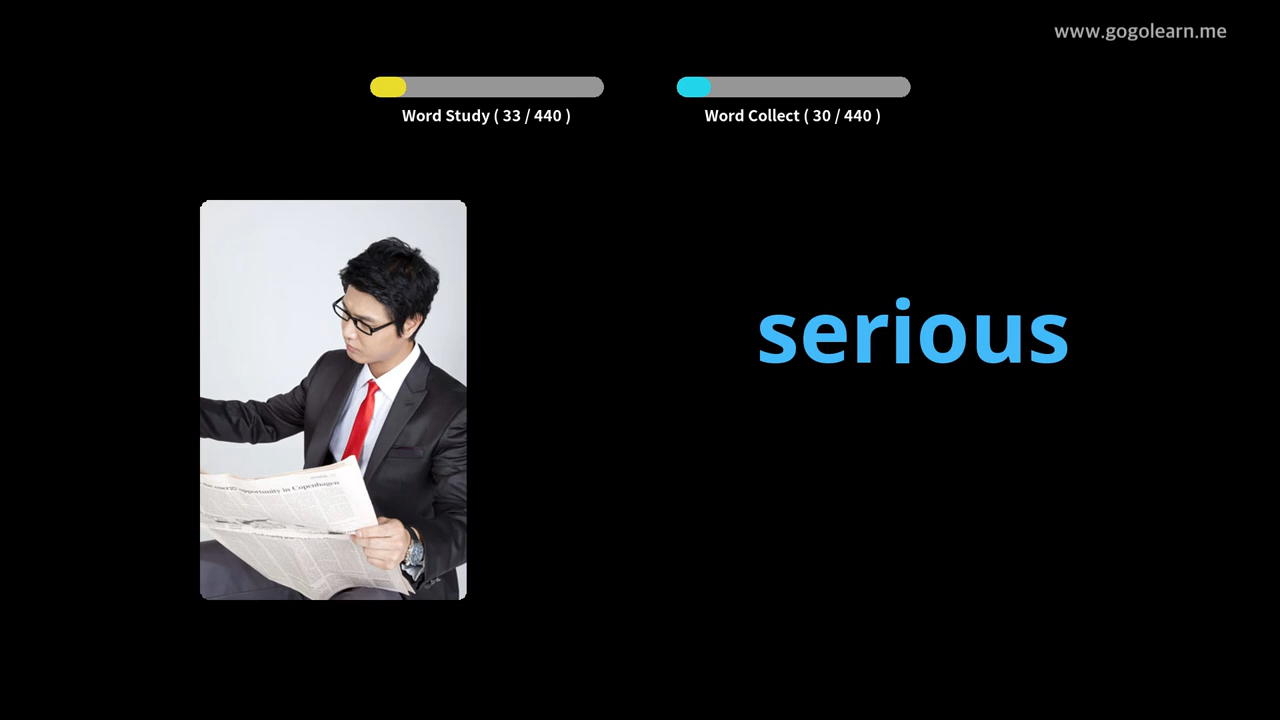 www.gogolearn.me
Word Study ( 33 / 440 )
Word Collect ( 30 / 440 )
serious
opportunity in Copenhagen